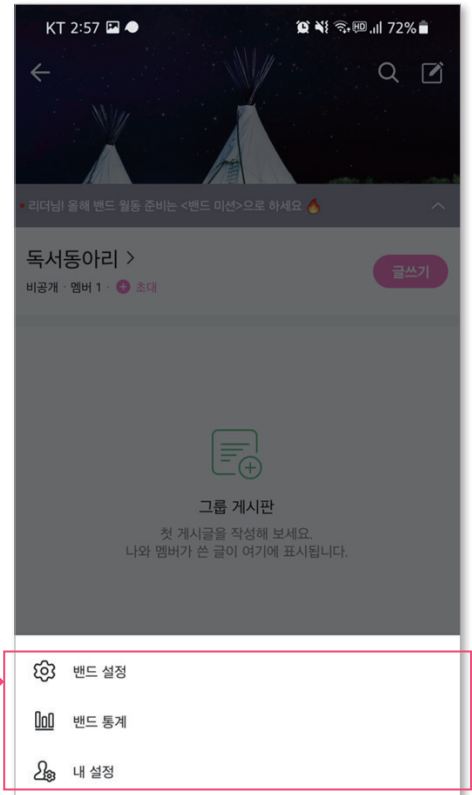 KT 2:57 HD 72%
• 리더님! 올해 밴드 월동 준비는 <밴드 미션>으로 하세요 🔥
독서동아리 >
글쓰기
비공개 · 멤버 1 · + 초대
그룹 게시판
첫 게시글을 작성해 보세요.
나와 멤버가 쓴 글이 여기에 표시됩니다.
밴드 설정
밴드 통계
내 설정